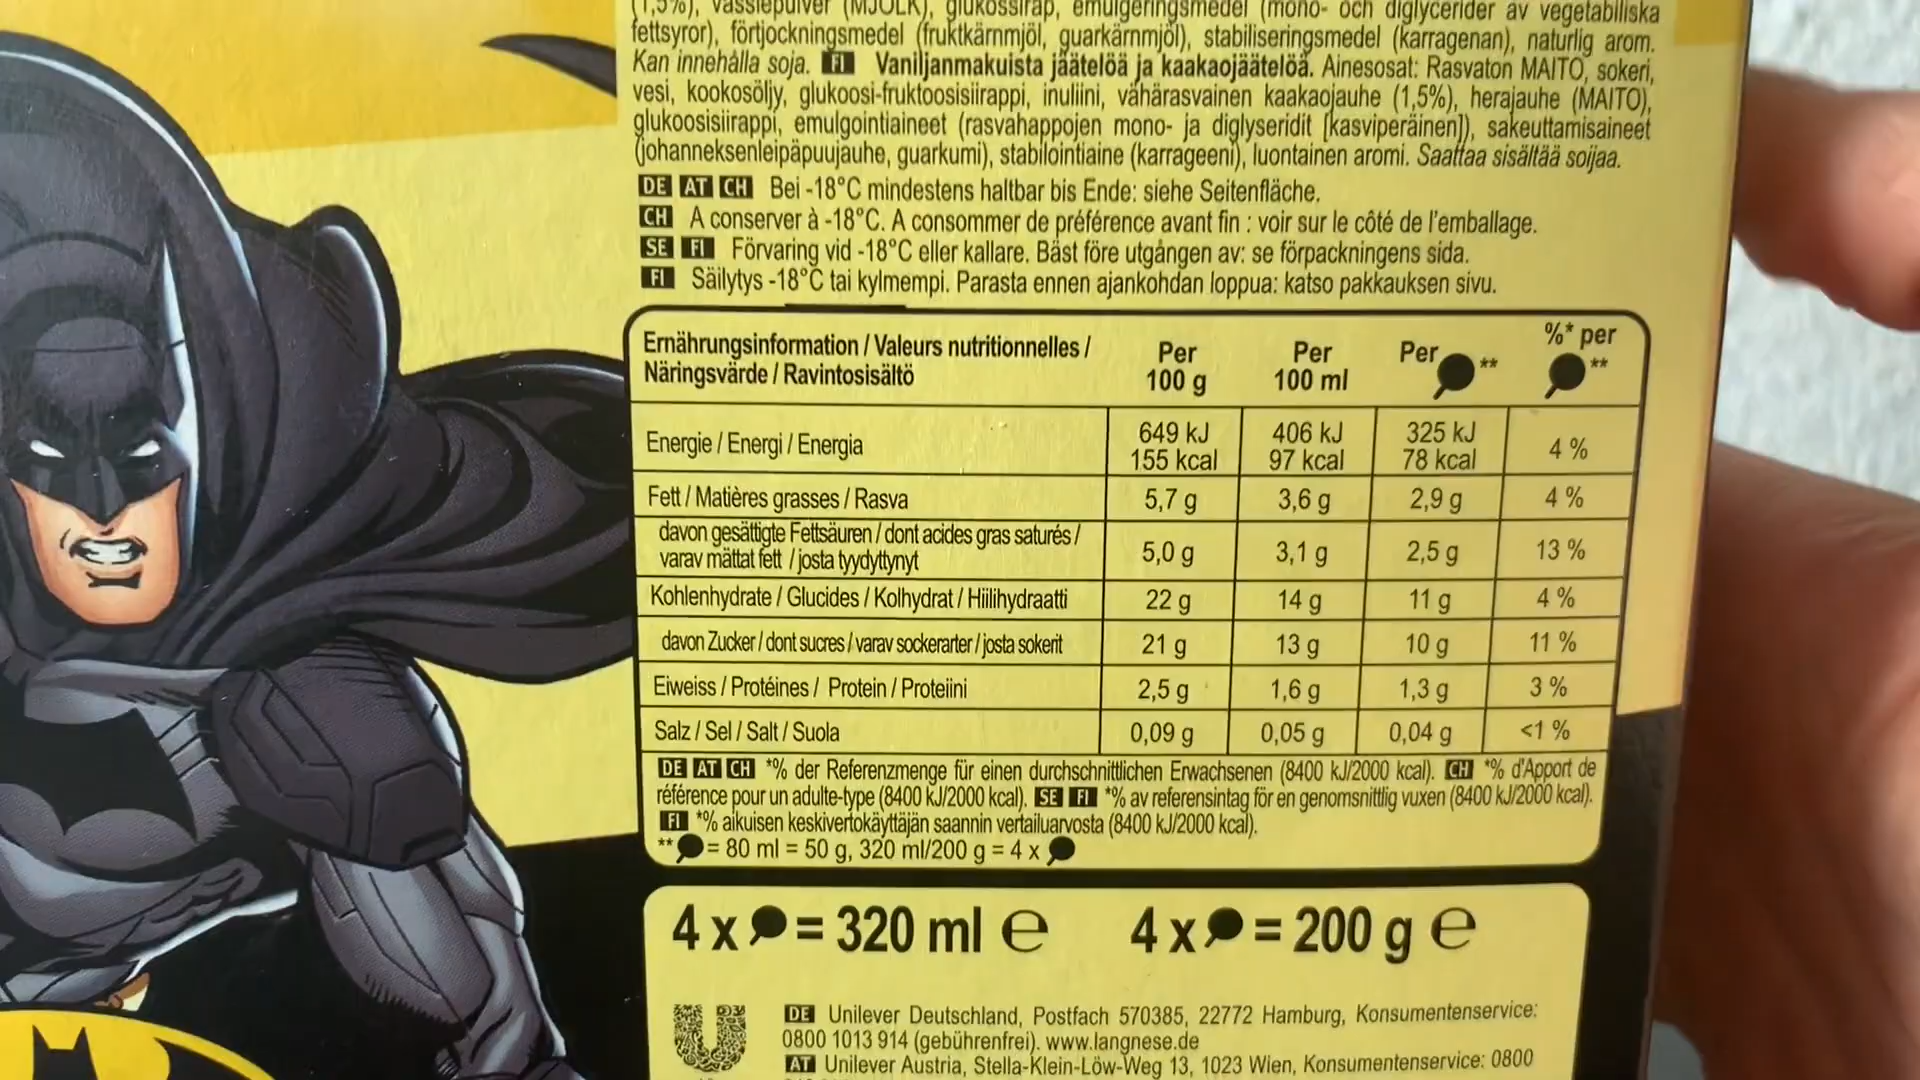 (1,5%), vasslepulver (MJÖLK), glukossirap, emulgeringsmedel (mono- och diglycerider av vegetabiliska
fettsyror), förtjockningsmedel (fruktkärnmjöl, guarkärnmjöl), stabiliseringsmedel (karragenan), naturlig arom.
Kan innehålla soja. FI Vaniljanmakuista jäätelöä ja kaakaojäätelöä. Ainesosat: Rasvaton MAITO, sokeri,
vesi, kookosöljy, glukoosi-fruktoosisiirappi, inuliini, vähärasvainen kaakaojauhe (1,5%), herajauhe (MAITO),
glukoosisiirappi, emulgointiaineet (rasvahappojen mono- ja diglyseridit [kasviperäinen]), sakeuttamisaineet
(johanneksenleipäpuujauhe, guarkumi), stabilointiaine (karrageeni), luontainen aromi. Saattaa sisältää soijaa.
DE AT CH Bei -18°C mindestens haltbar bis Ende: siehe Seitenfläche.
CH A conserver à -18°C. A consommer de préférence avant fin : voir sur le côté de l'emballage.
SE FI Förvaring vid -18°C eller kallare. Bäst före utgången av: se förpackningens sida.
FI Säilytys -18°C tai kylmempi. Parasta ennen ajankohdan loppua: katso pakkauksen sivu.
Ernährungsinformation / Valeurs nutritionnelles / Näringsvärde / Ravintosisältö Per 100 g Per 100 ml Per ** %* per **
Energie / Energi / Energia 649 kJ 155 kcal 406 kJ 97 kcal 325 kJ 78 kcal 4 %
Fett / Matières grasses / Rasva 5,7 g 3,6 g 2,9 g 4 %
davon gesättigte Fettsäuren / dont acides gras saturés /
varav mättat fett / josta tyydyttynyt 5,0 g 3,1 g 2,5 g 13 %
Kohlenhydrate / Glucides / Kolhydrat / Hiilihydraatti 22 g 14 g 11 g 4 %
davon Zucker / dont sucres / varav sockerarter / josta sokerit 21 g 13 g 10 g 11 %
Eiweiss / Protéines / Protein / Proteiini 2,5 g 1,6 g 1,3 g 3 %
Salz / Sel / Salt / Suola 0,09 g 0,05 g 0,04 g <1 %
DE AT CH *% der Referenzmenge für einen durchschnittlichen Erwachsenen (8400 kJ/2000 kcal). CH *% d'Apport de
référence pour un adulte-type (8400 kJ/2000 kcal). SE FI *% av referensintag för en genomsnittlig vuxen (8400 kJ/2000 kcal).
FI *% aikuisen keskivertokäyttäjän saannin vertailuarvosta (8400 kJ/2000 kcal).
** = 80 ml = 50 g, 320 ml/200 g = 4 x
4 x = 320 ml e 4 x = 200 g e
DE Unilever Deutschland, Postfach 570385, 22772 Hamburg, Konsumentenservice:
0800 1013 914 (gebührenfrei). www.langnese.de
AT Unilever Austria, Stella-Klein-Löw-Weg 13, 1023 Wien, Konsumentenservice: 0800